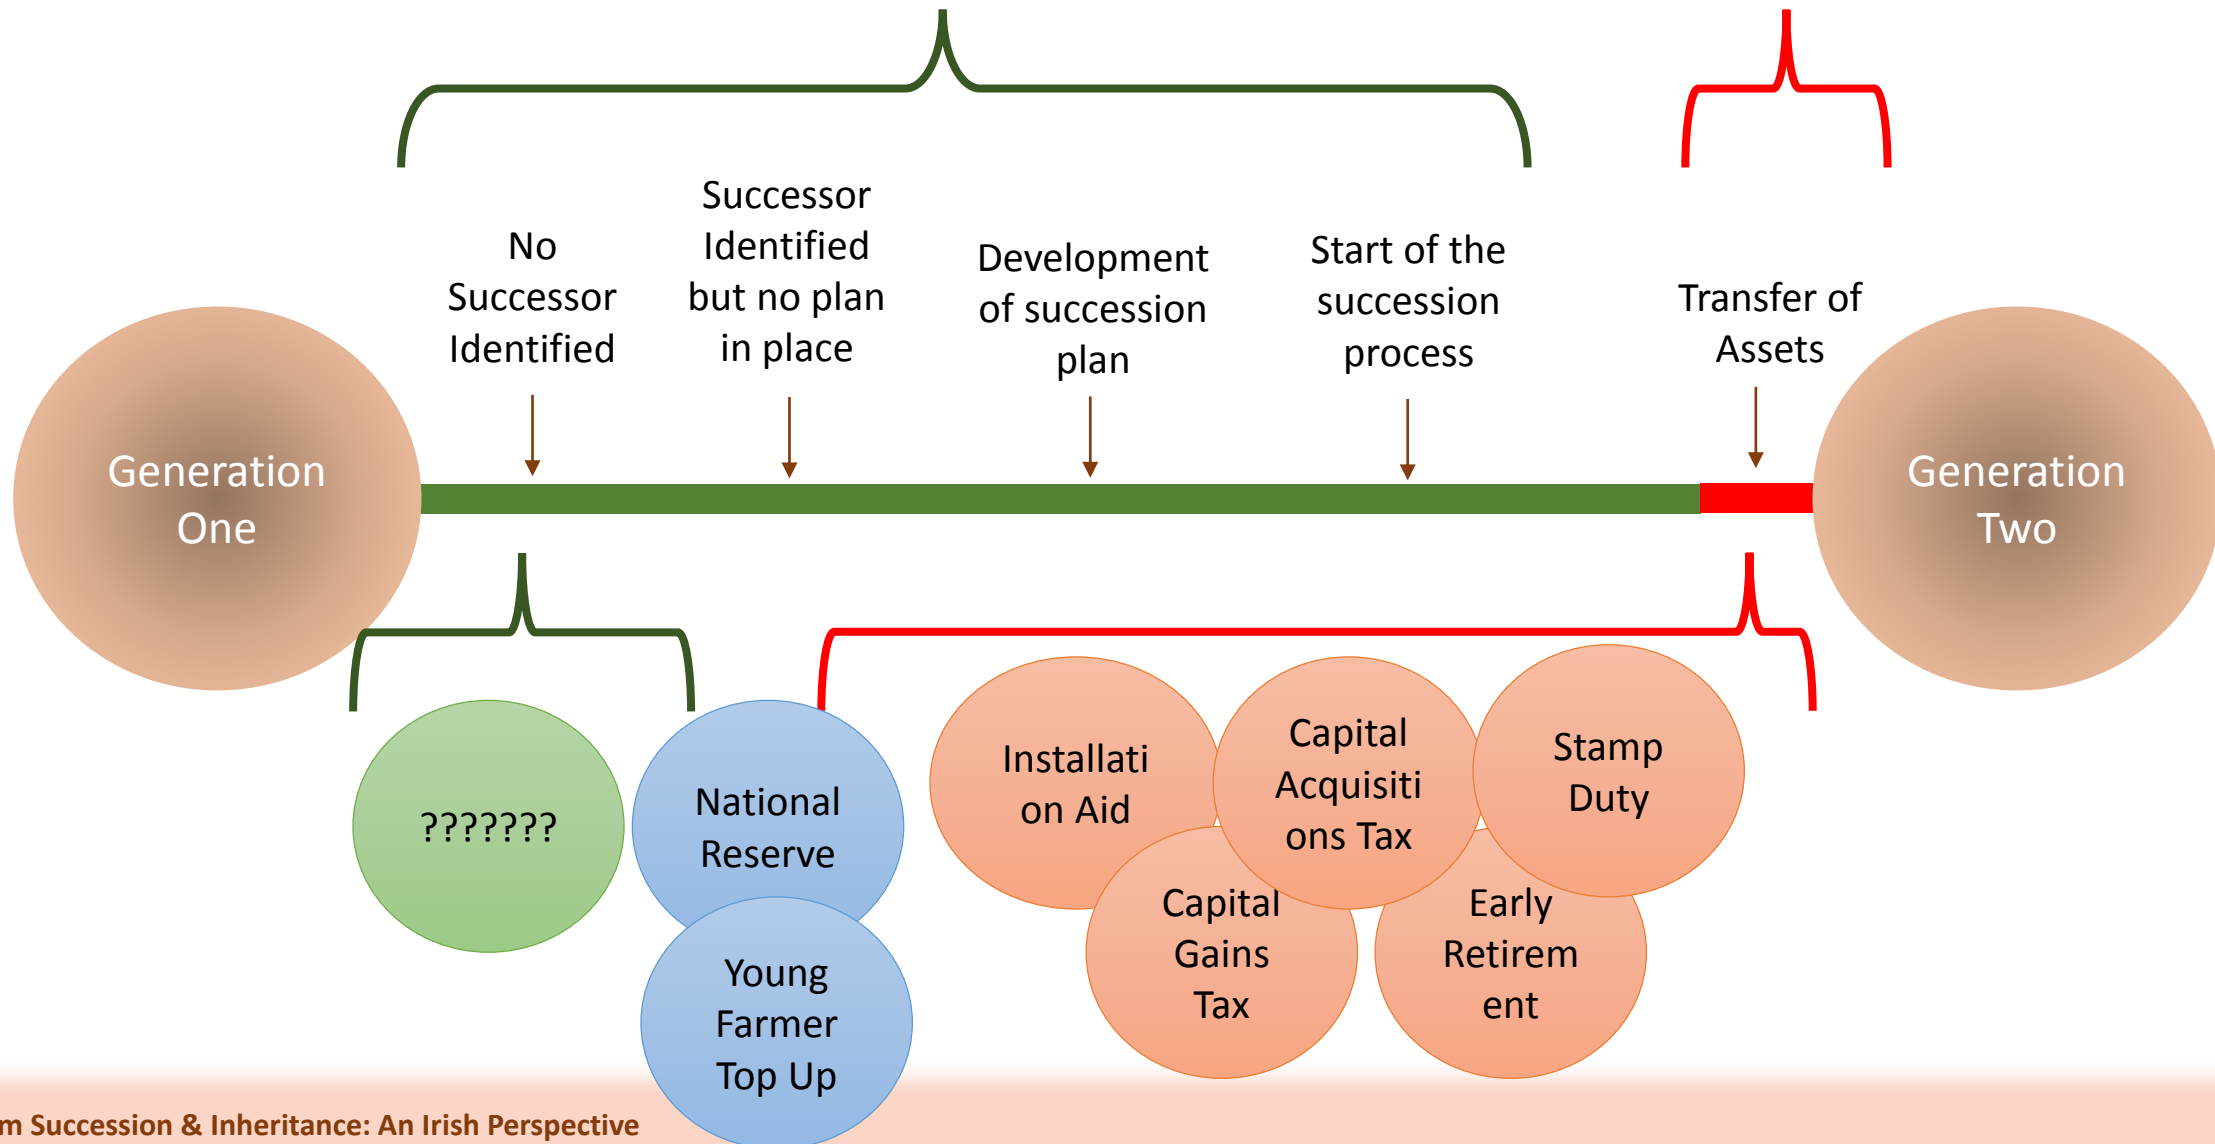 No
Successor
Identified
Successor
Identified
but no plan
in place
Development
of succession
plan
Start of the
succession
process
Transfer of
Assets
Generation
One
Generation
Two
???????
National
Reserve
Young
Farmer
Top Up
Installati
on Aid
Capital
Gains
Tax
Capital
Acquisiti
ons Tax
Early
Retirem
ent
Stamp
Duty
m Succession & Inheritance: An Irish Perspective